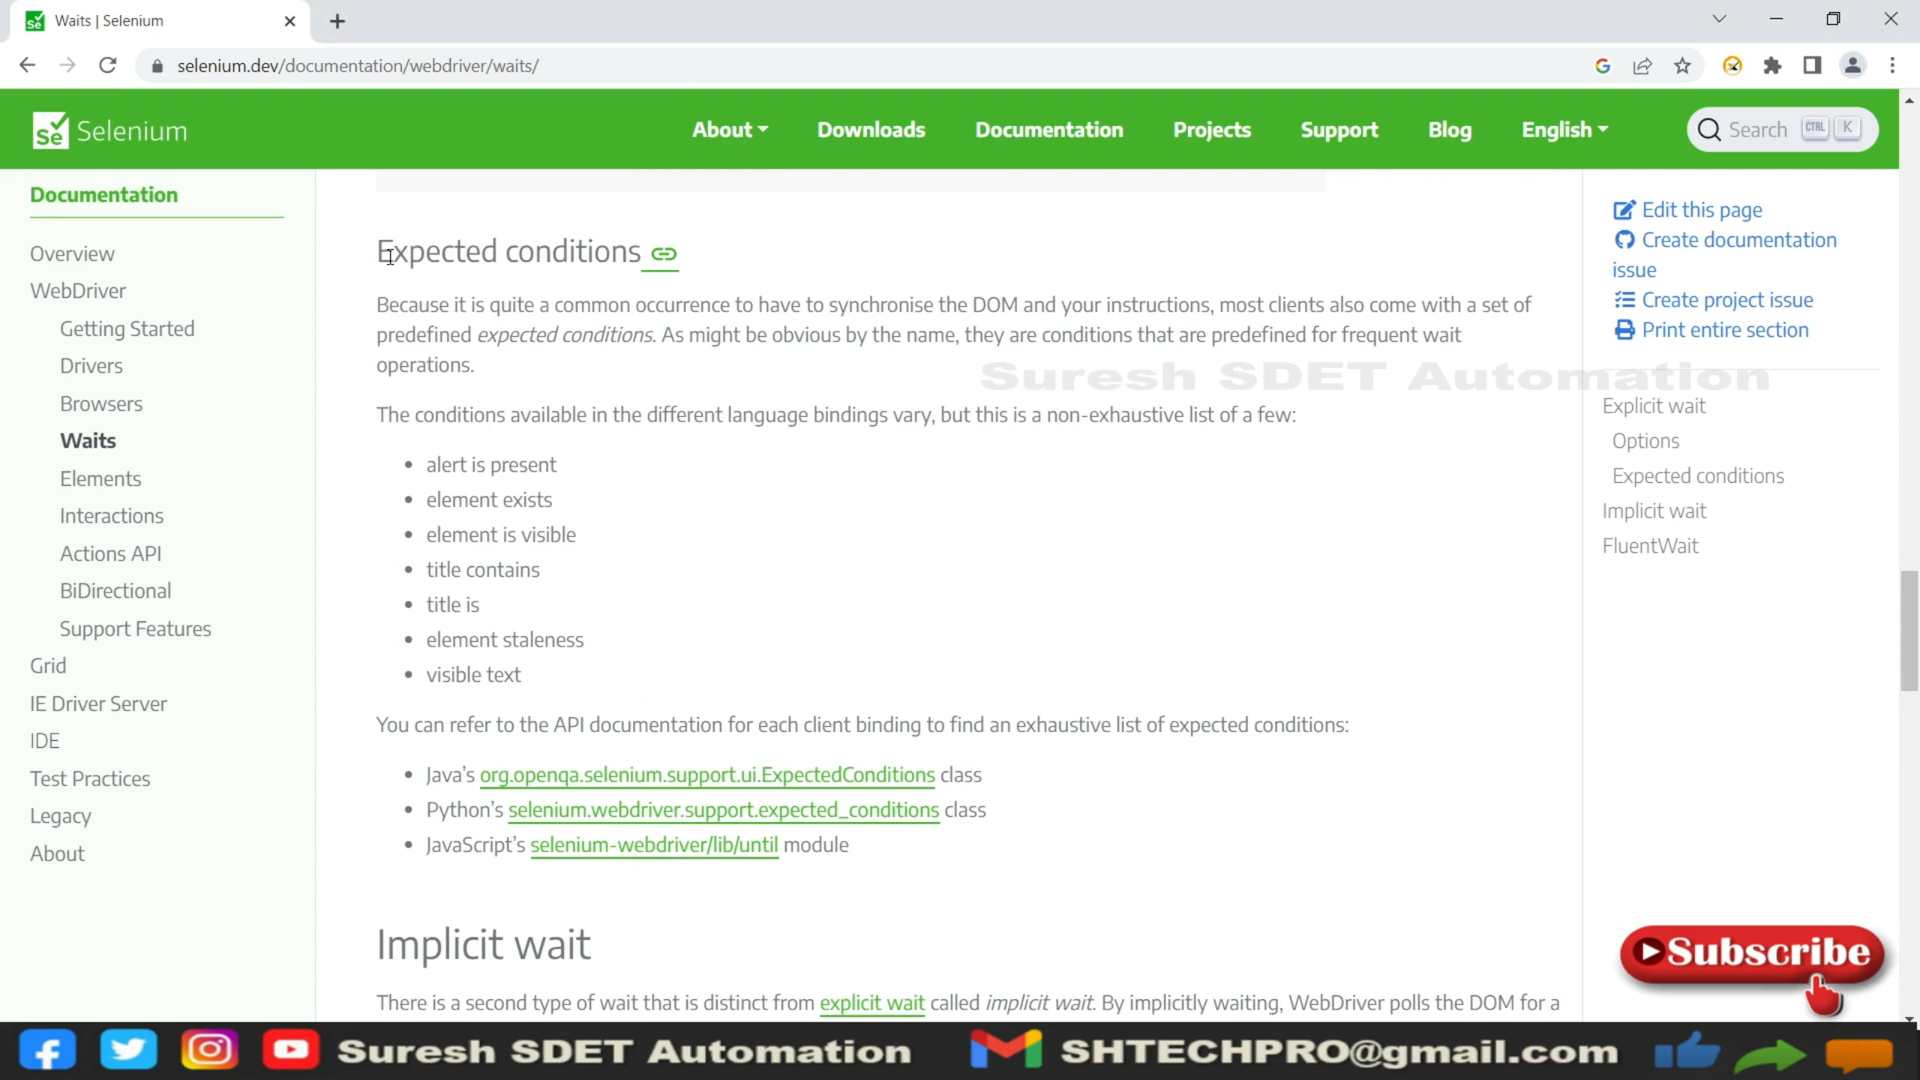 Waits | Selenium
selenium.dev/documentation/webdriver/waits/
Se Selenium
About
Downloads
Documentation
Projects
Support
Blog
English
Search CTRL K
Documentation
Overview
WebDriver
Getting Started
Drivers
Browsers
Waits
Elements
Interactions
Actions API
BiDirectional
Support Features
Grid
IE Driver Server
IDE
Test Practices
Legacy
About
Expected conditions
Because it is quite a common occurrence to have to synchronise the DOM and your instructions, most clients also come with a set of
predefined expected conditions. As might be obvious by the name, they are conditions that are predefined for frequent wait
operations.
The conditions available in the different language bindings vary, but this is a non-exhaustive list of a few:
alert is present
element exists
element is visible
title contains
title is
element staleness
visible text
You can refer to the API documentation for each client binding to find an exhaustive list of expected conditions:
Java’s org.openqa.selenium.support.ui.ExpectedConditions class
Python’s selenium.webdriver.support.expected_conditions class
JavaScript’s selenium-webdriver/lib/until module
Implicit wait
There is a second type of wait that is distinct from explicit wait called implicit wait. By implicitly waiting, WebDriver polls the DOM for a
Edit this page
Create documentation
issue
Create project issue
Print entire section
Suresh SDET Automation
Explicit wait
Options
Expected conditions
Implicit wait
FluentWait
Subscribe
Suresh SDET Automation
SHTECHPRO@gmail.com